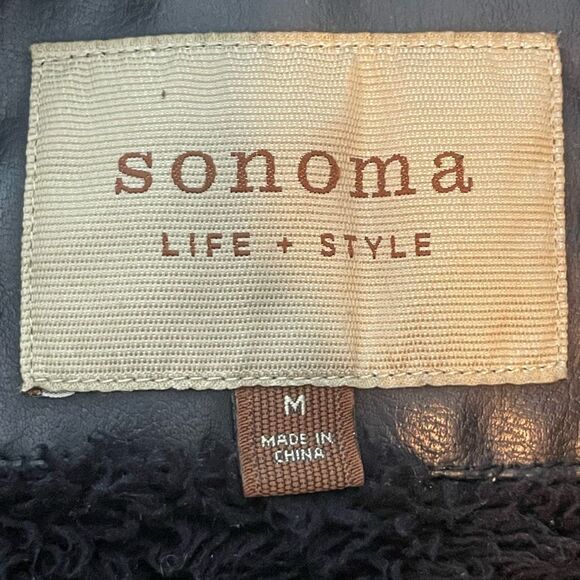 sonoma
LIFE + STYLE
M
MADE IN
CHINA